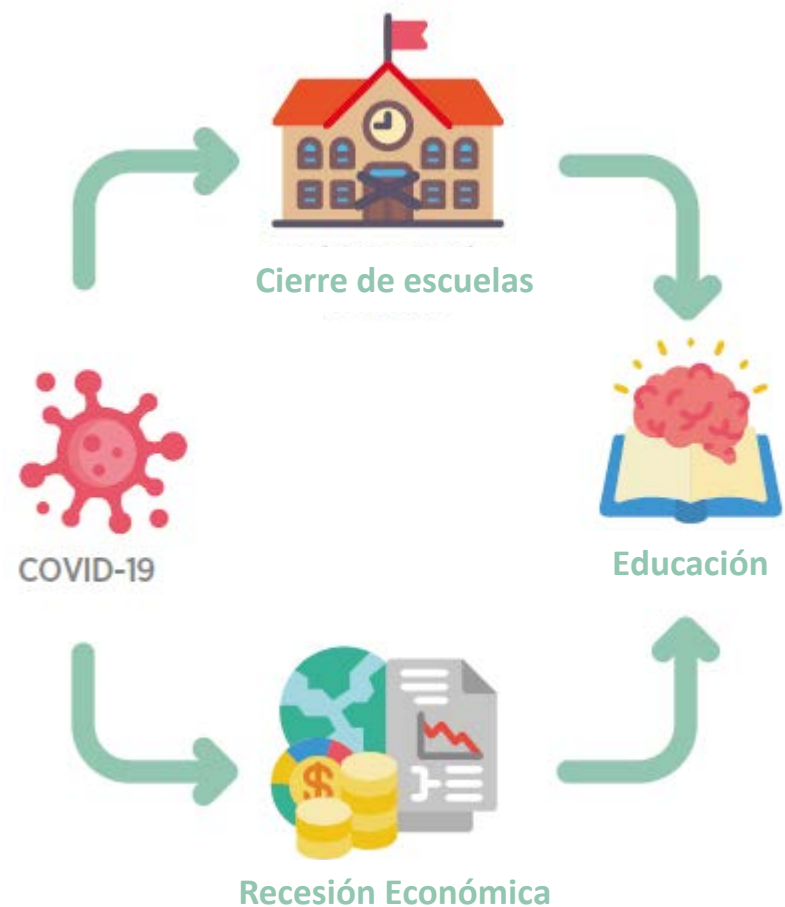 Cierre de escuelas
COVID-19
Educación
$
Recesión Económica